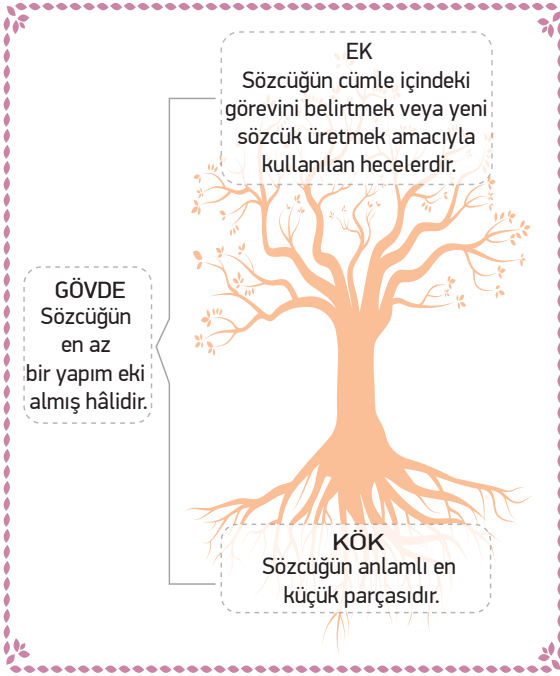 EK
Sözcüğün cümle içindeki
görevini belirtmek veya yeni
sözcük üretmek amacıyla
kullanılan hecelerdir.
GÖVDE
Sözcüğün
en az
bir yapım eki
almış hâlidir.
KÖK
Sözcüğün anlamlı en
küçük parçasıdır.